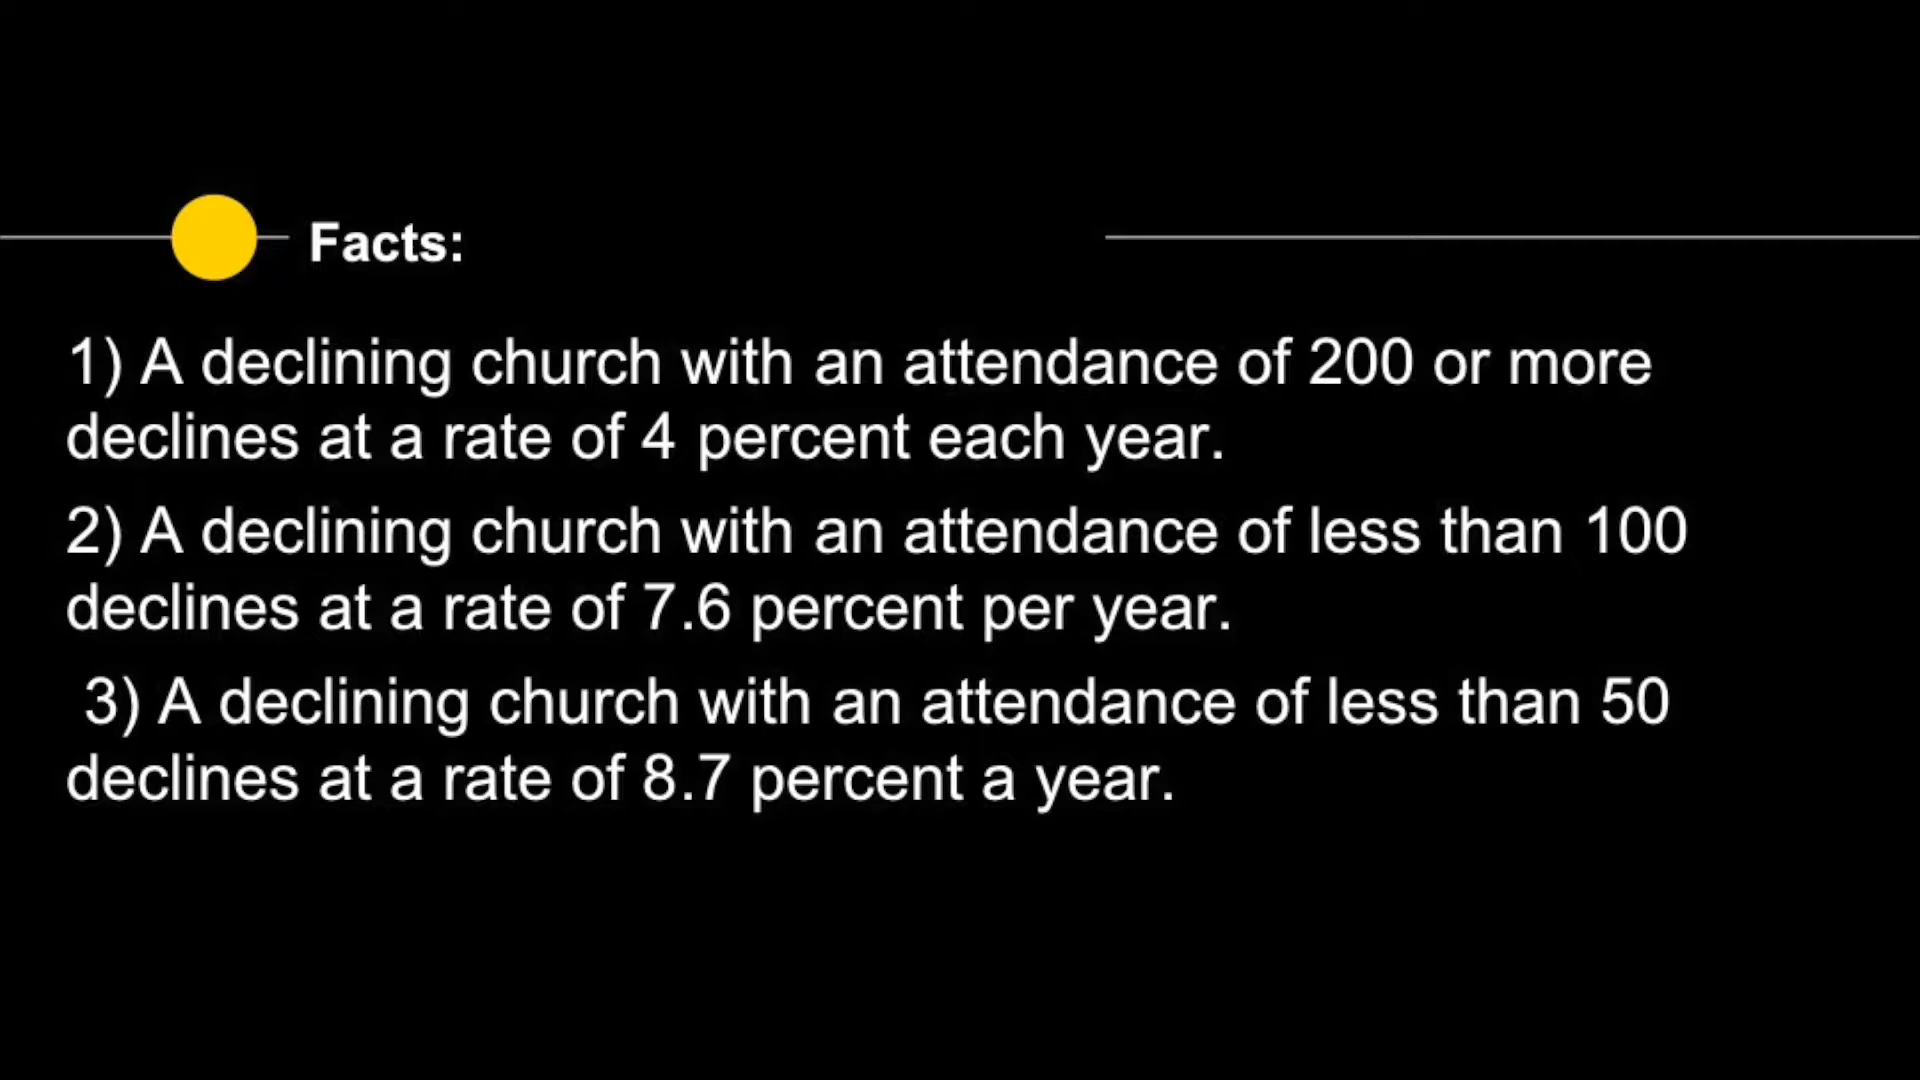 Facts:
1) A declining church with an attendance of 200 or more
declines at a rate of 4 percent each year.
2) A declining church with an attendance of less than 100
declines at a rate of 7.6 percent per year.
3) A declining church with an attendance of less than 50
declines at a rate of 8.7 percent a year.